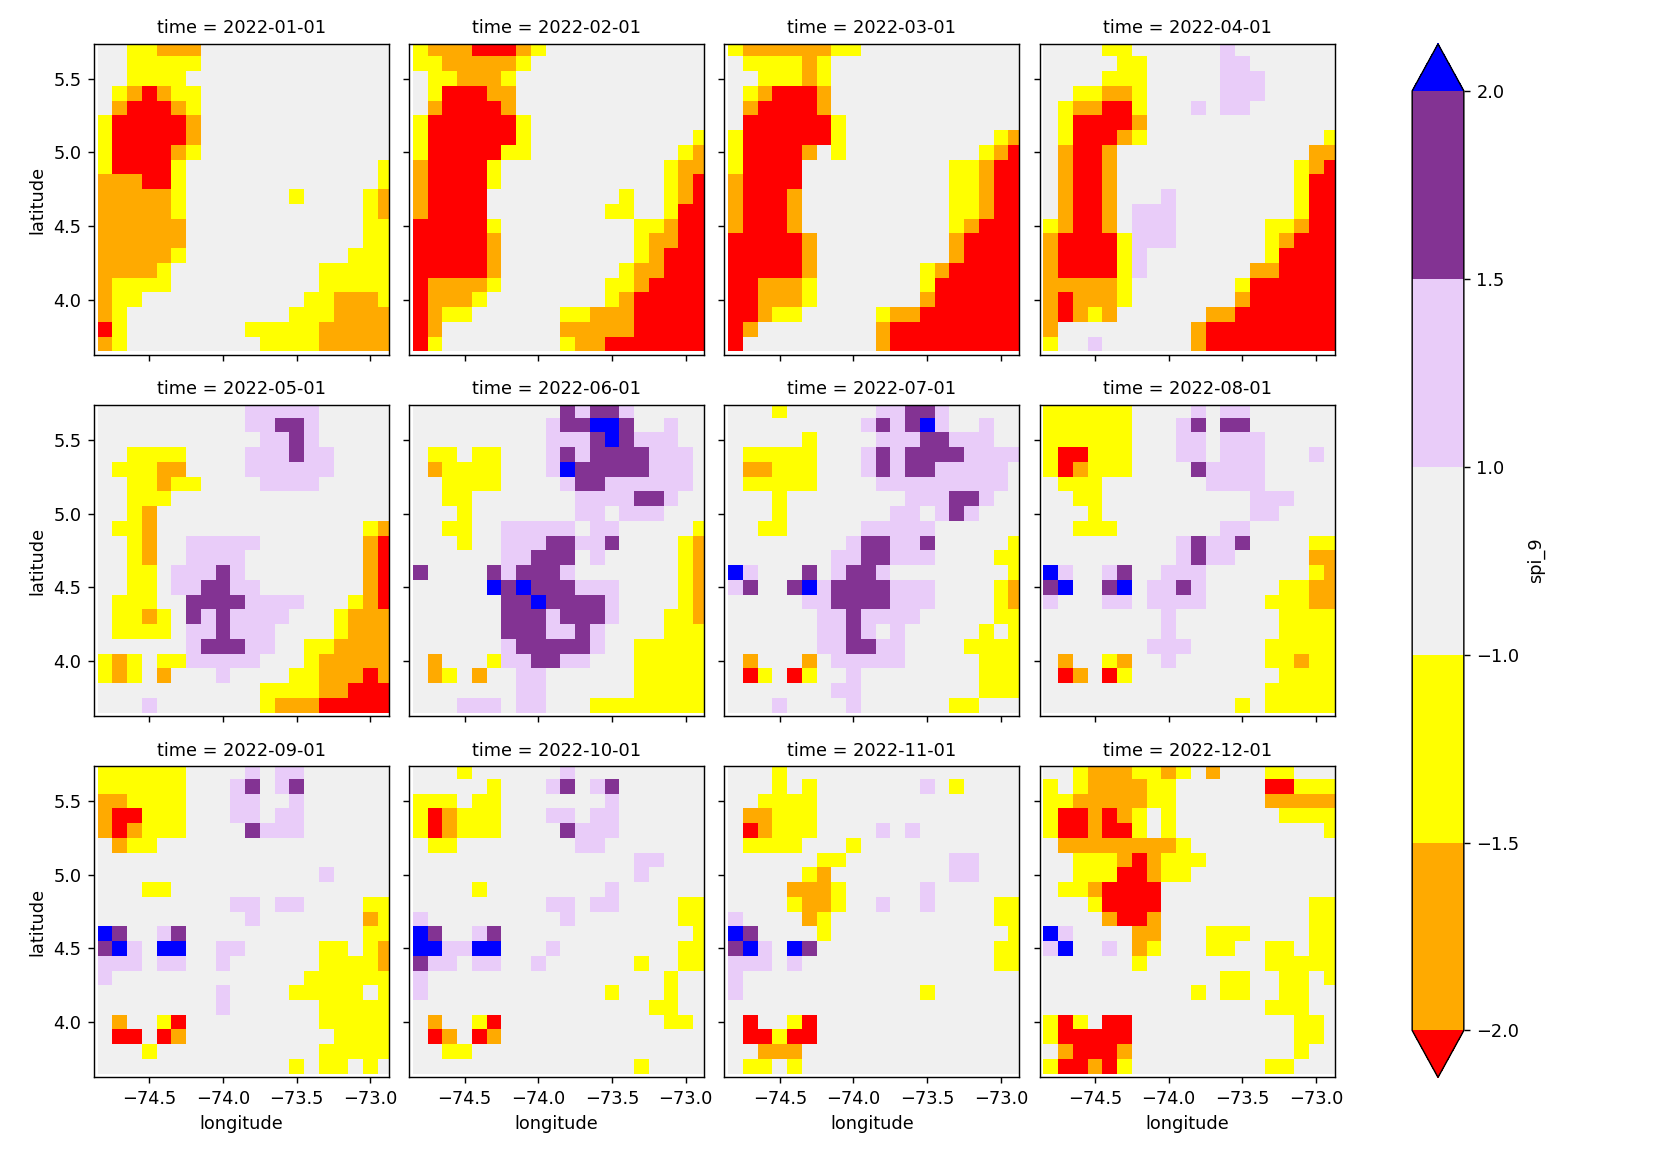 time = 2022-01-01
time = 2022-02-01
time = 2022-03-01
time = 2022-04-01
5.5
5.0
4.5
4.0
latitude
time = 2022-05-01
time = 2022-06-01
time = 2022-07-01
time = 2022-08-01
5.5
5.0
4.5
4.0
latitude
time = 2022-09-01
time = 2022-10-01
time = 2022-11-01
time = 2022-12-01
5.5
5.0
4.5
4.0
latitude
−74.5 −74.0 −73.5 −73.0
longitude
−74.5 −74.0 −73.5 −73.0
longitude
−74.5 −74.0 −73.5 −73.0
longitude
−74.5 −74.0 −73.5 −73.0
longitude
2.0
1.5
1.0
−1.0
−1.5
−2.0
spi_9